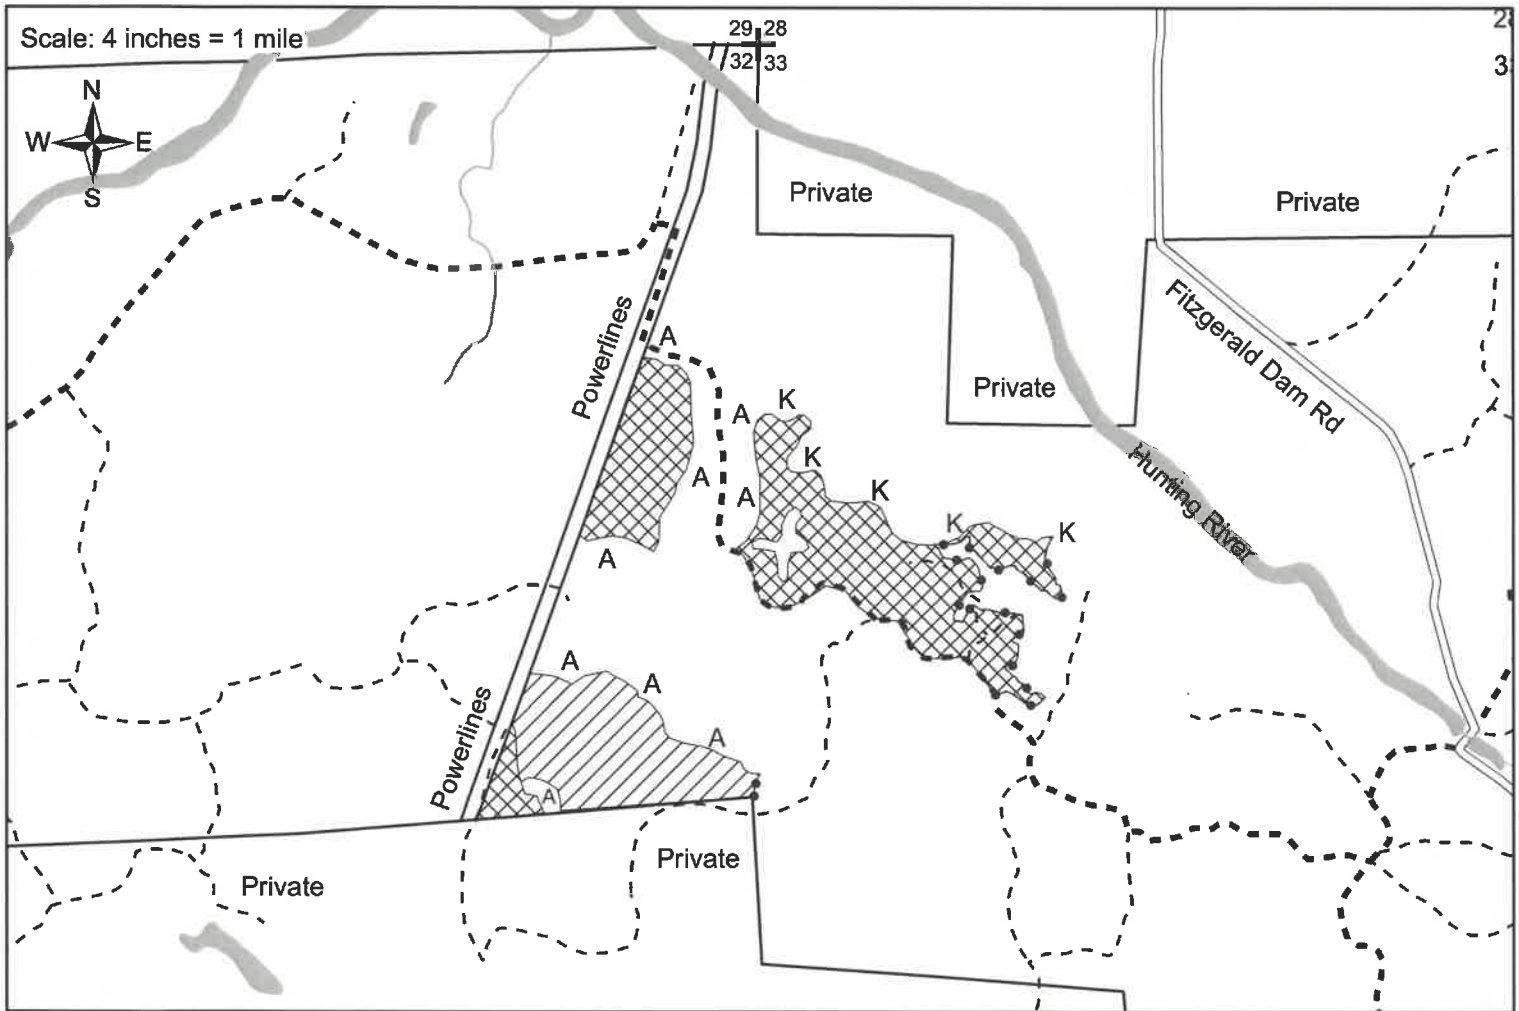 Scale: 4 inches = 1 mile
29 28
32 33
N
W E
S
Private
Private
Powerlines
Fitzgerald Dam Rd
Private
A
A
K
K
A
A
K
K
K
A
Hunting River
A
A
Powerlines
A
A
Private
Private